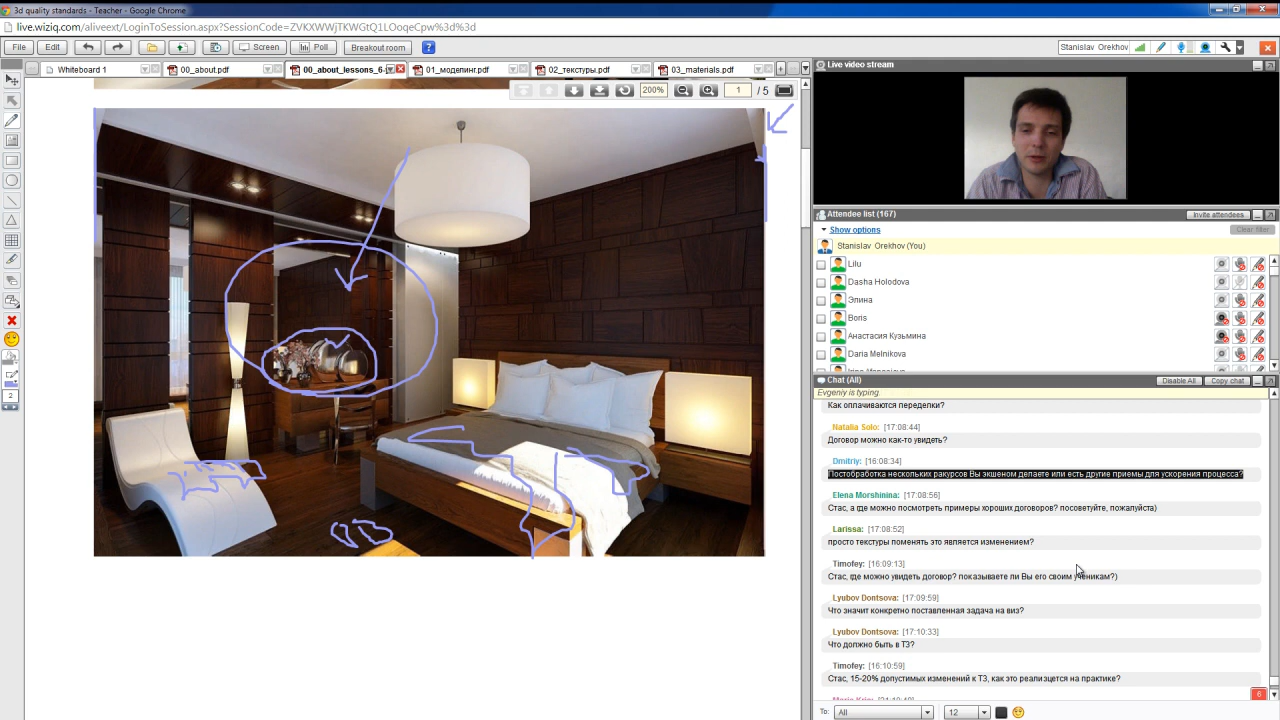 3d quality standards - Teacher - Google Chrome
live.wiziq.com/aliveext/LoginToSession.aspx?SessionCode=ZVKXWWjTKWGtQ1LOoqeCpw%3d%3d
File Edit Screen Poll Breakout room ? Stanislav Orekhov
Whiteboard 1 00_about.pdf 00_about_lessons_6- 01_моделинг.pdf 02_текстуры.pdf 03_materials.pdf
200% 1 / 5
Live video stream
Attendee list (167) Invite attendees
Show options Clear filter
Stanislav Orekhov (You)
Lilu
Dasha Holodova
Элина
Boris
Анастасия Кузьмина
Daria Melnikova
Chat (All) Disable All Copy chat
Evgeniy is typing.
Как оплачиваются переделки?
Natalia Solo: [17:08:44]
Договор можно как-то увидеть?
Dmitriy: [16:08:34]
Постобработка нескольких ракурсов Вы экшеном делаете или есть другие приемы для ускорения процесса?
Elena Morshinina: [17:08:56]
Стас, а где можно посмотреть примеры хороших договоров? посоветуйте, пожалуйста)
Larissa: [17:08:52]
просто текстуры поменять это является изменением?
Timofey: [16:09:13]
Стас, где можно увидеть договор? показываете ли Вы его своим ученикам?)
Lyubov Dontsova: [17:09:59]
Что значит конкретно поставленная задача на виз?
Lyubov Dontsova: [17:10:33]
Что должно быть в ТЗ?
Timofey: [16:10:59]
Стас, 15-20% допустимых изменений к ТЗ, как это реализуется на практике?
6
To: All 12
2